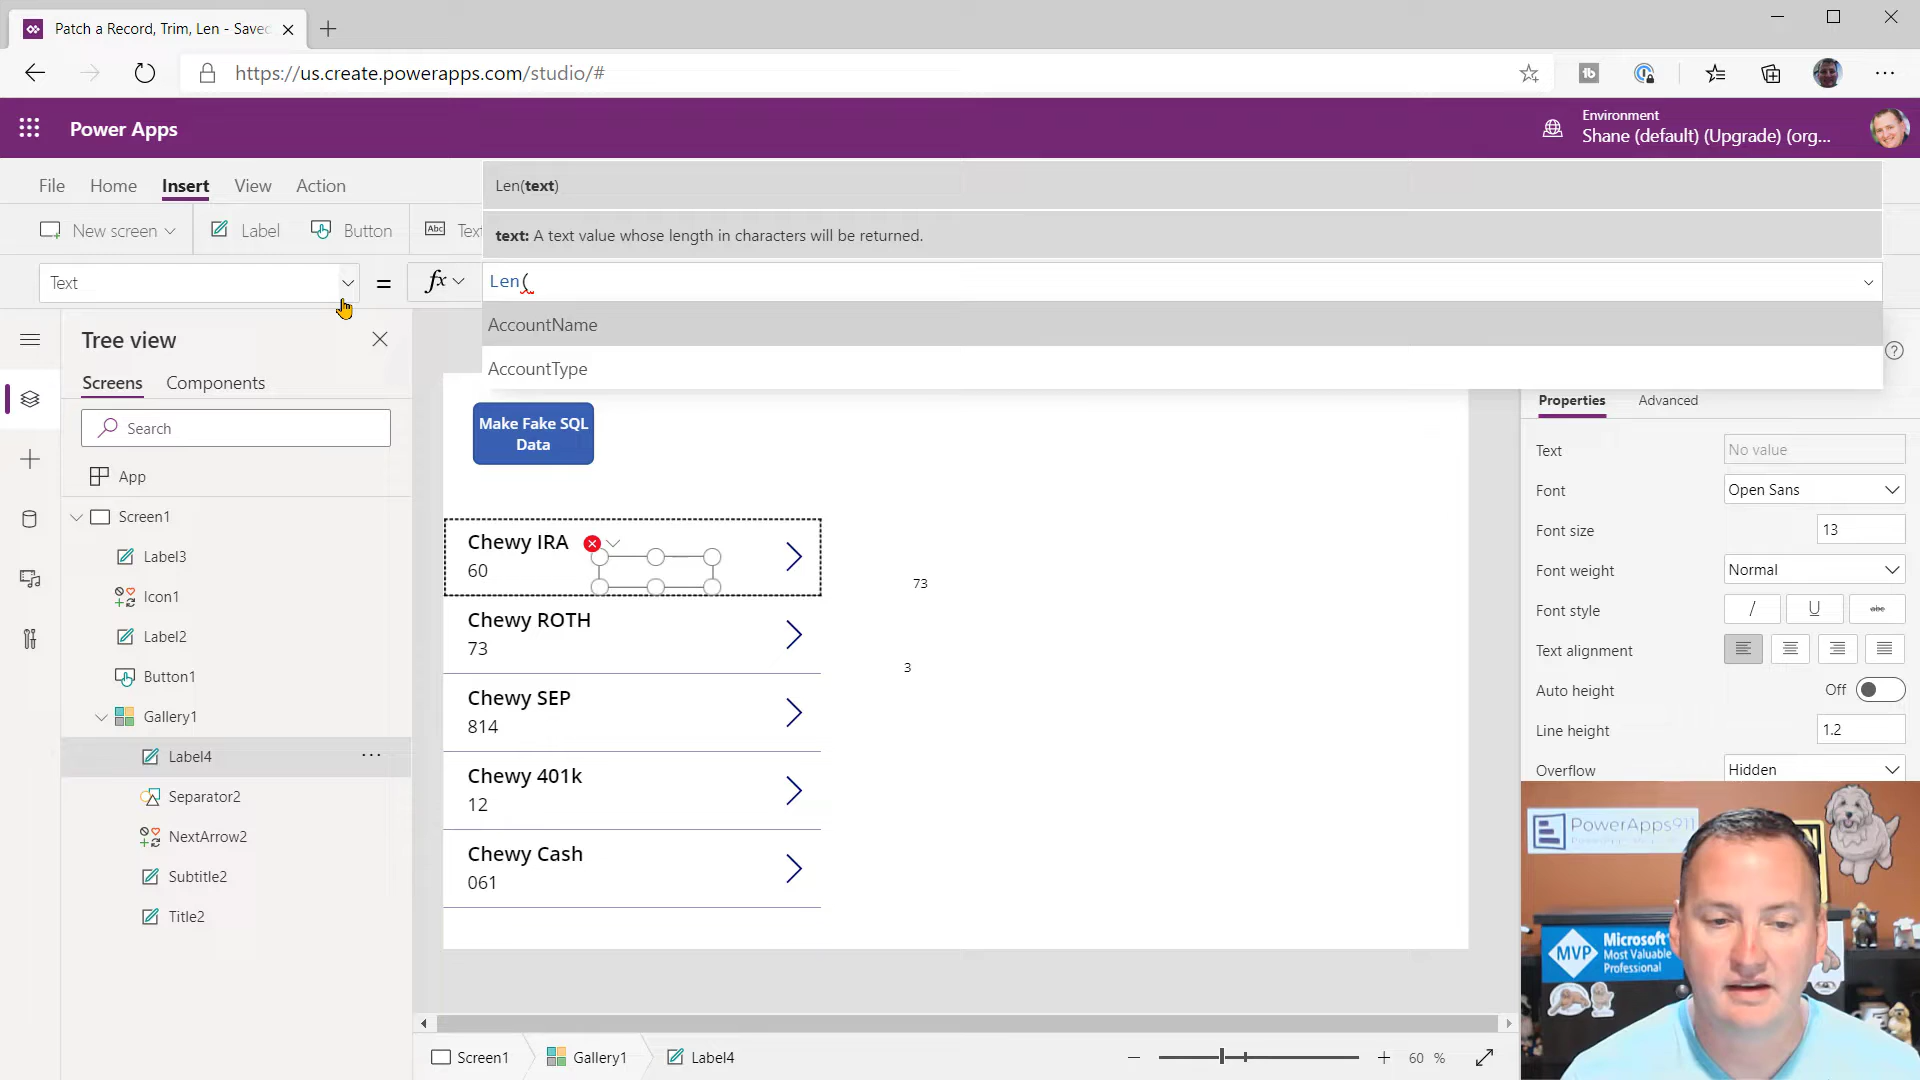 Patch a Record, Trim, Len - Saved
https://us.create.powerapps.com/studio/#
Power Apps
Environment
Shane (default) (Upgrade) (org...
File Home Insert View Action
Len(text)
New screen Label Button Abc Tex
text: A text value whose length in characters will be returned.
Text = fx Len(
AccountName
AccountType
Tree view
Screens Components
Search
App
Screen1
Label3
Icon1
Label2
Button1
Gallery1
Label4
Separator2
NextArrow2
Subtitle2
Title2
Make Fake SQL
Data
Chewy IRA
60
Chewy ROTH
73
Chewy SEP
814
Chewy 401k
12
Chewy Cash
061
73
3
Properties Advanced
Text No value
Font Open Sans
Font size 13
Font weight Normal
Font style / U abc
Text alignment
Auto height Off
Line height 1.2
Overflow Hidden
PowerApps911
MVP
Microsoft
Most Valuable
Professional
Screen1 Gallery1 Label4
60 %